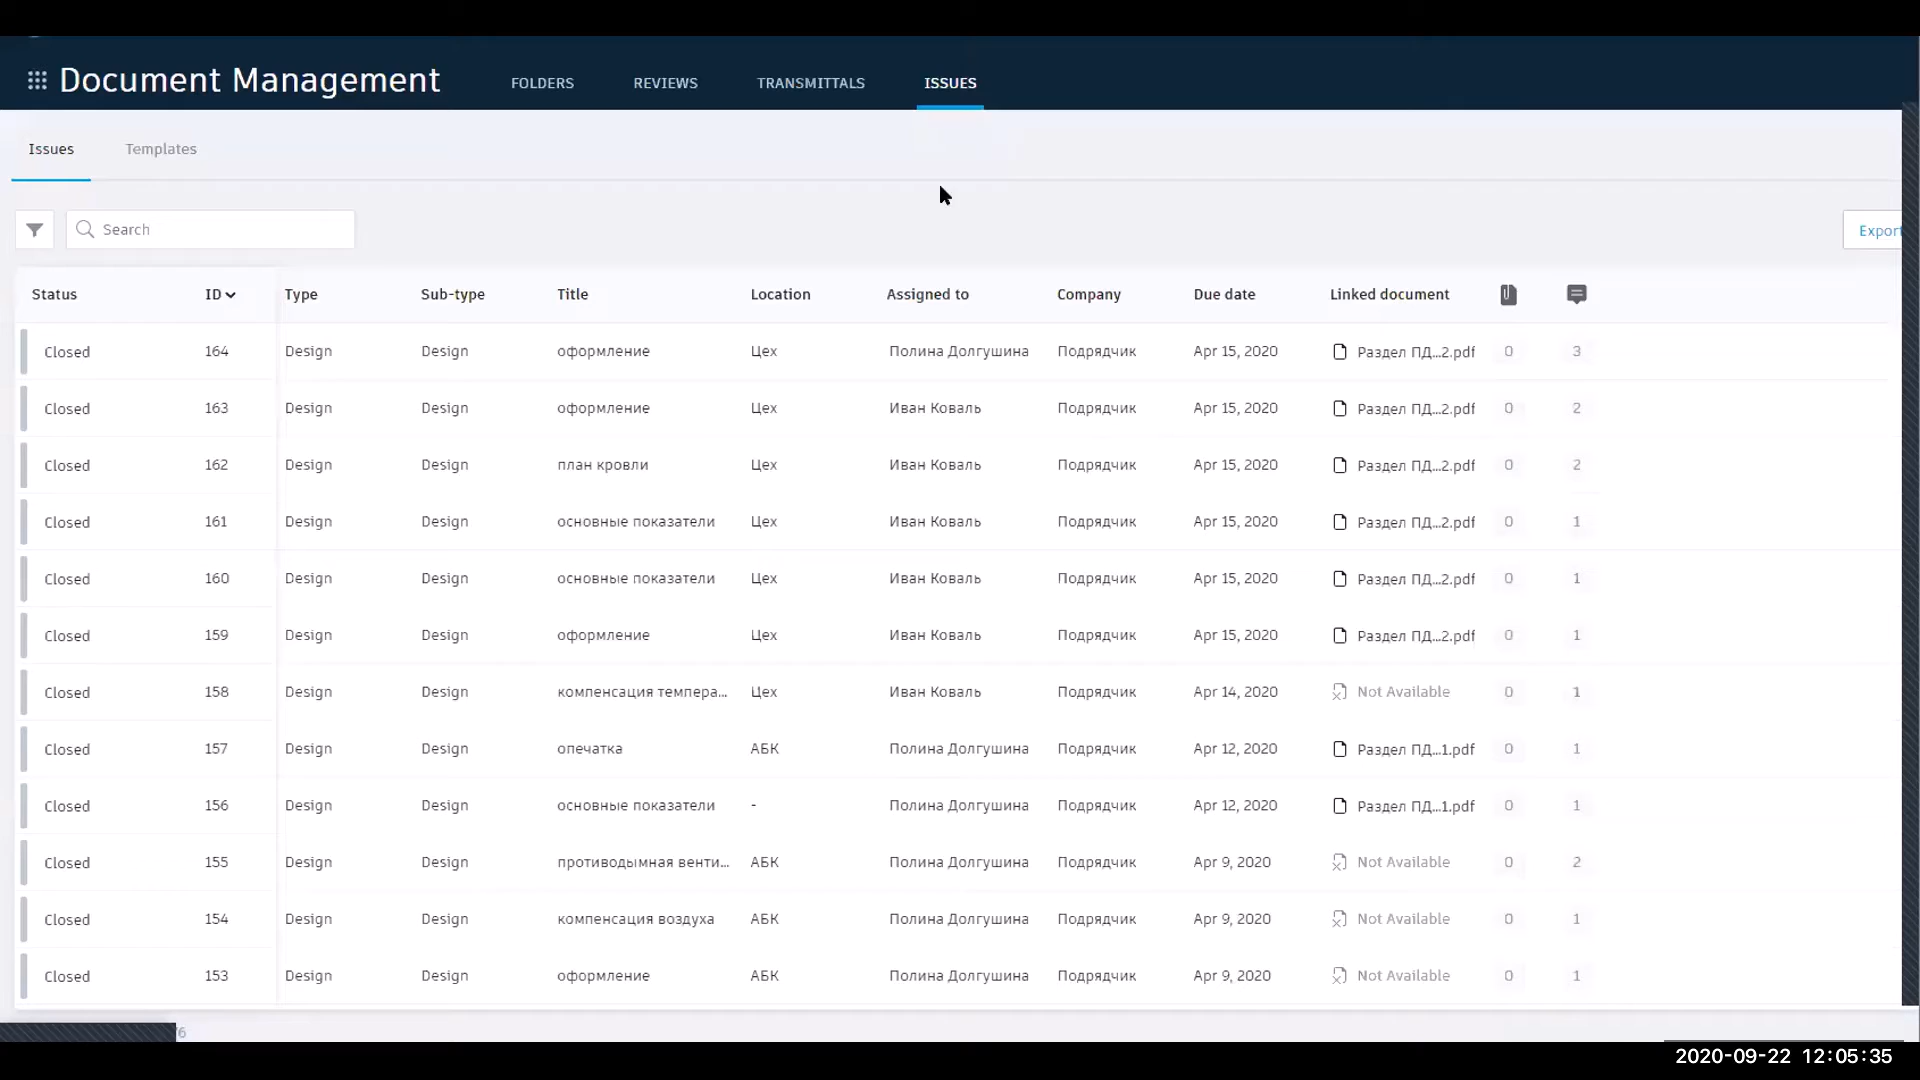 Document Management FOLDERS REVIEWS TRANSMITTALS ISSUES
Issues Templates
Search Export
Status ID Type Sub-type Title Location Assigned to Company Due date Linked document
Closed 164 Design Design оформление Цех Полина Долгушина Подрядчик Apr 15, 2020 Раздел ПД...2.pdf 0 3
Closed 163 Design Design оформление Цех Иван Коваль Подрядчик Apr 15, 2020 Раздел ПД...2.pdf 0 2
Closed 162 Design Design план кровли Цех Иван Коваль Подрядчик Apr 15, 2020 Раздел ПД...2.pdf 0 2
Closed 161 Design Design основные показатели Цех Иван Коваль Подрядчик Apr 15, 2020 Раздел ПД...2.pdf 0 1
Closed 160 Design Design основные показатели Цех Иван Коваль Подрядчик Apr 15, 2020 Раздел ПД...2.pdf 0 1
Closed 159 Design Design оформление Цех Иван Коваль Подрядчик Apr 15, 2020 Раздел ПД...2.pdf 0 1
Closed 158 Design Design компенсация темпера... Цех Иван Коваль Подрядчик Apr 14, 2020 Not Available 0 1
Closed 157 Design Design опечатка АБК Полина Долгушина Подрядчик Apr 12, 2020 Раздел ПД...1.pdf 0 1
Closed 156 Design Design основные показатели - Полина Долгушина Подрядчик Apr 12, 2020 Раздел ПД...1.pdf 0 1
Closed 155 Design Design противодымная венти... АБК Полина Долгушина Подрядчик Apr 9, 2020 Not Available 0 2
Closed 154 Design Design компенсация воздуха АБК Полина Долгушина Подрядчик Apr 9, 2020 Not Available 0 1
Closed 153 Design Design оформление АБК Полина Долгушина Подрядчик Apr 9, 2020 Not Available 0 1
2020-09-22 12:05:35